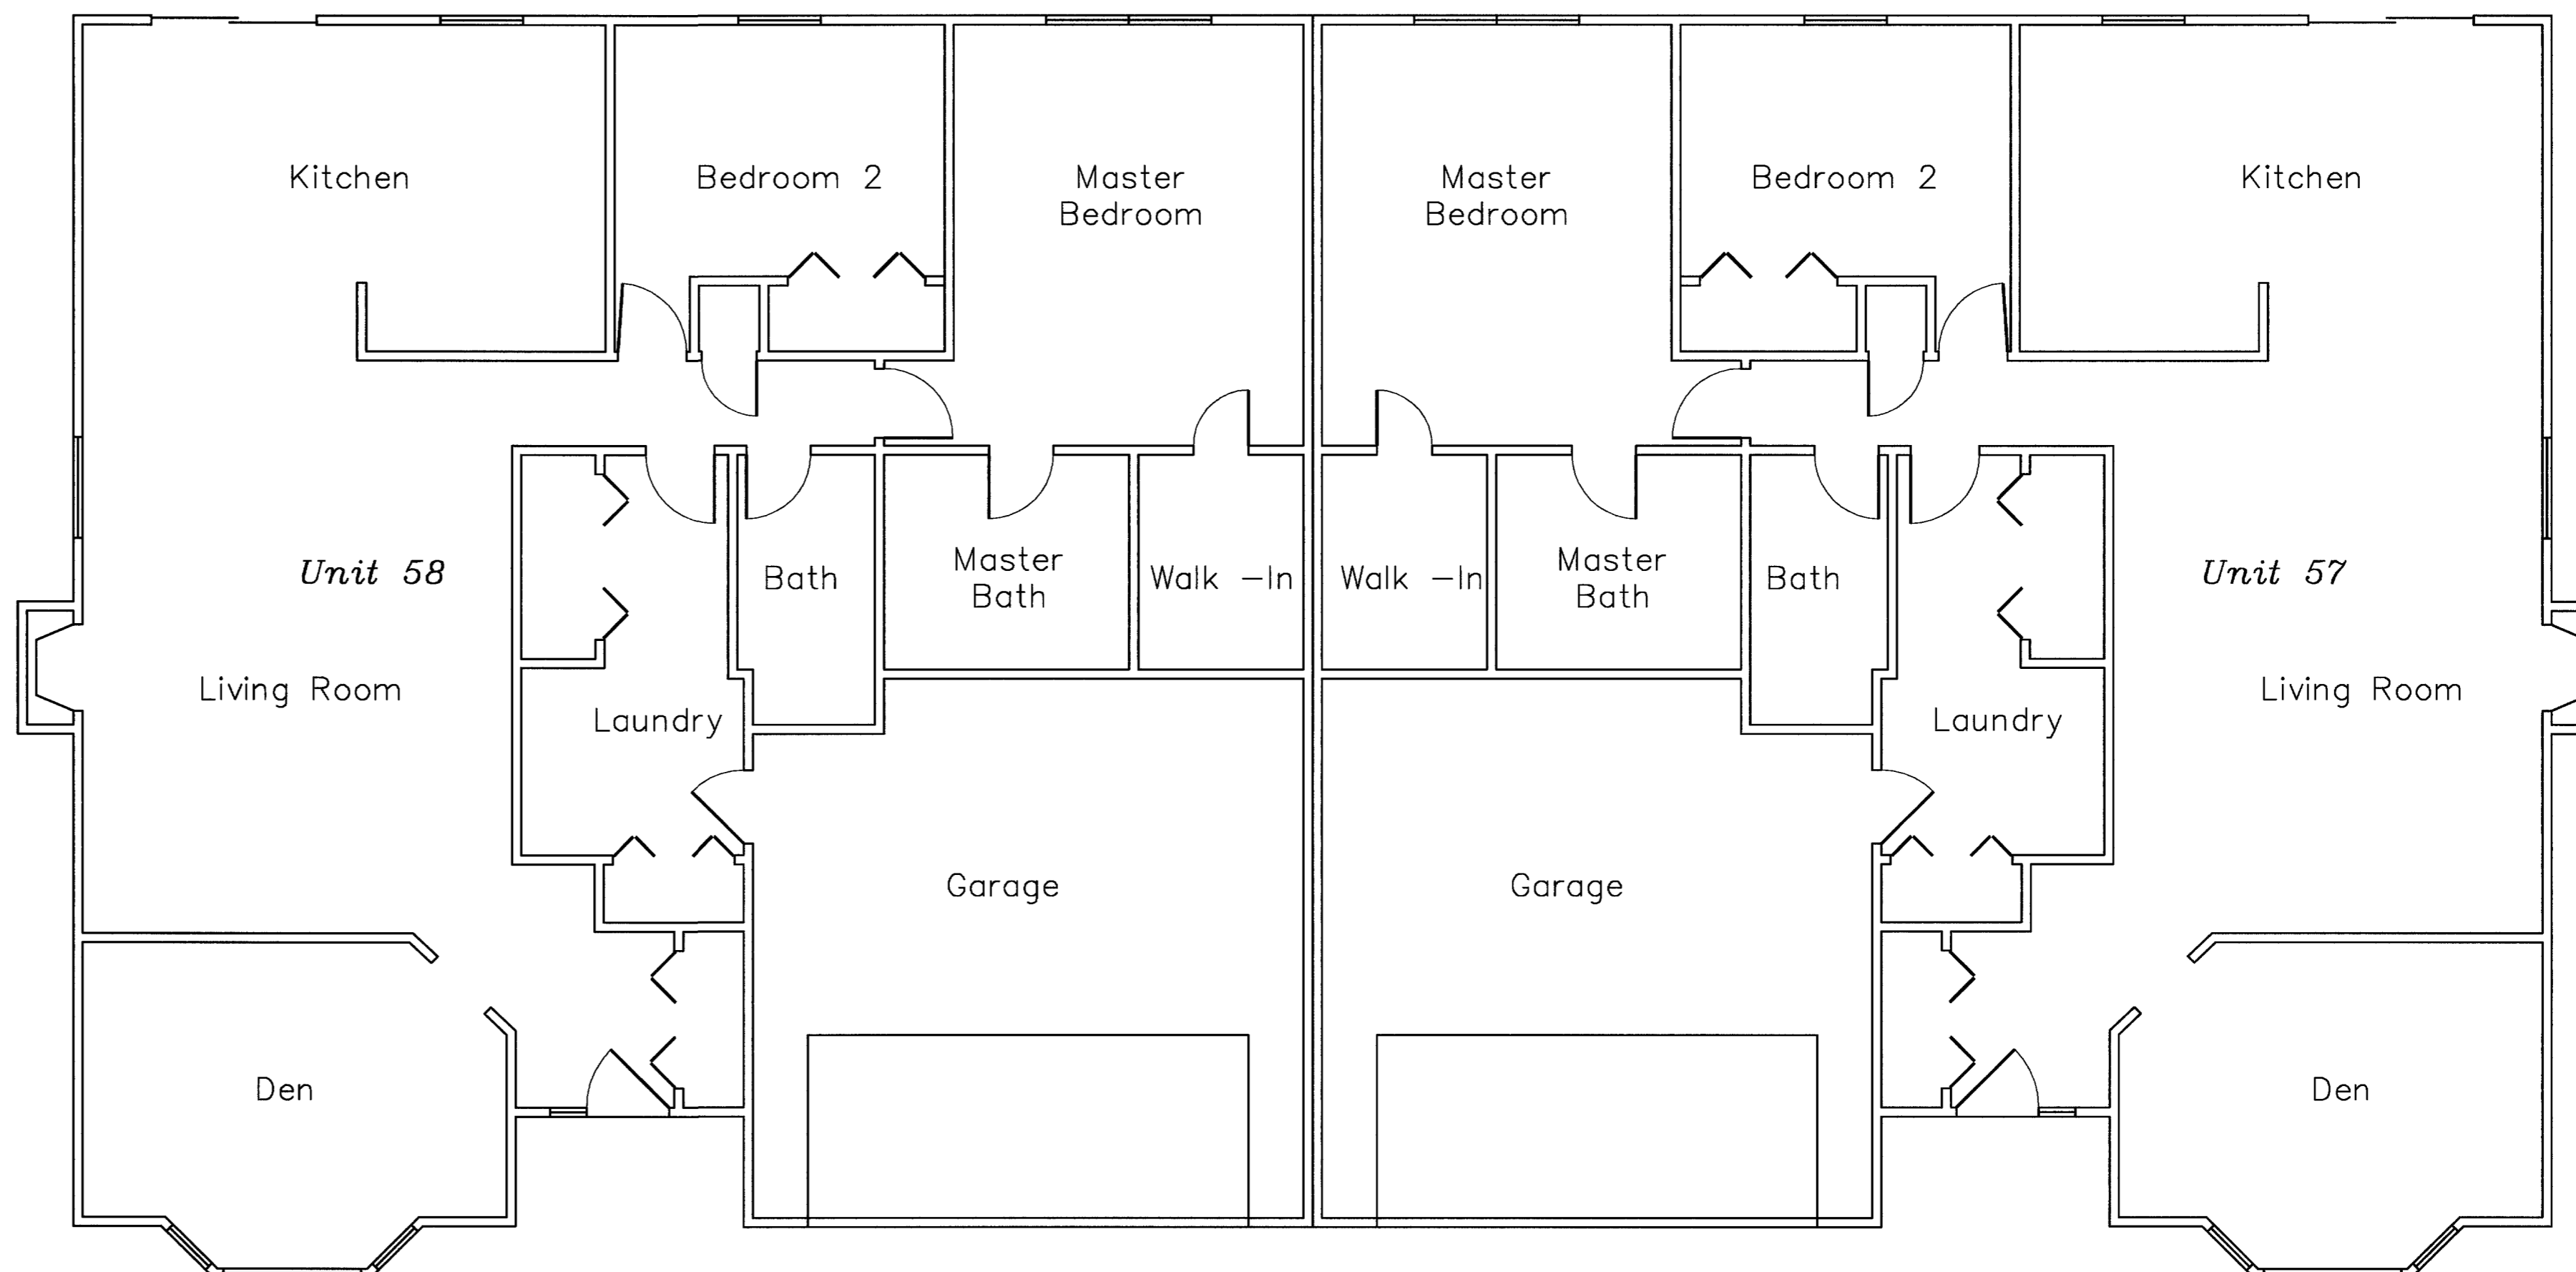 Kitchen
Bedroom 2
Master
Bedroom
Master
Bedroom
Bedroom 2
Kitchen
Unit 58
Bath
Master
Bath
Walk -In
Walk -In
Master
Bath
Bath
Unit 57
Living Room
Laundry
Laundry
Living Room
Garage
Garage
Den
Den